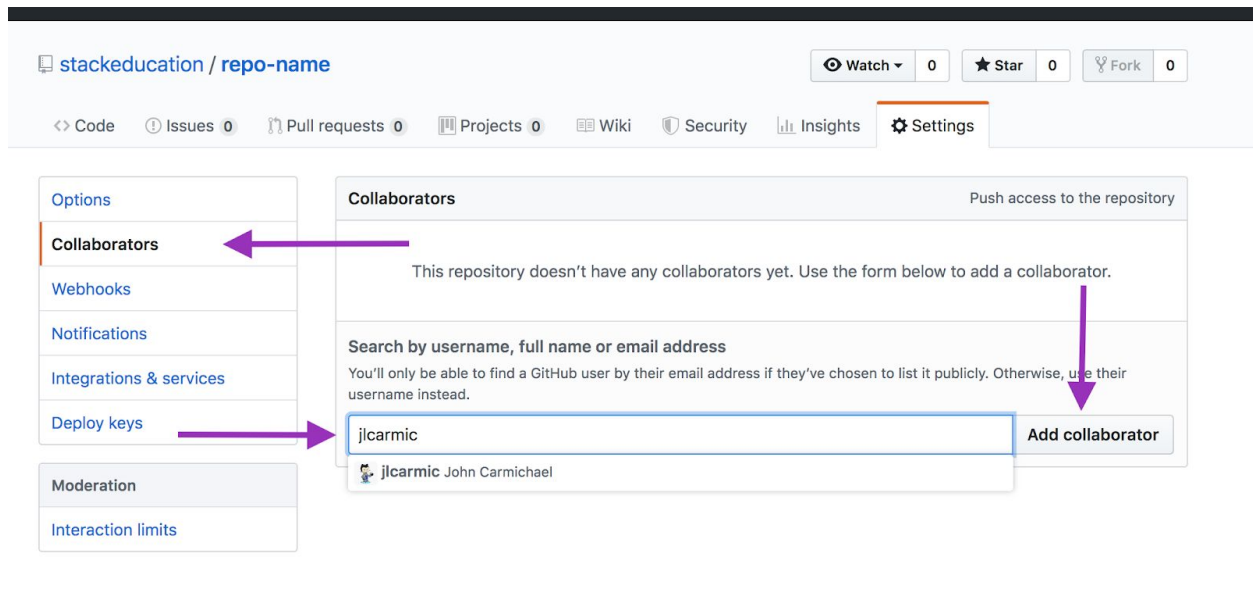 stackeducation / repo-name
Watch 0 Star 0 Fork 0
Code Issues 0 Pull requests 0 Projects 0 Wiki Security Insights Settings
Options
Collaborators
Webhooks
Notifications
Integrations & services
Deploy keys
Moderation
Interaction limits
Collaborators Push access to the repository
This repository doesn’t have any collaborators yet. Use the form below to add a collaborator.
Search by username, full name or email address
You’ll only be able to find a GitHub user by their email address if they’ve chosen to list it publicly. Otherwise, use their
username instead.
jlcarmic Add collaborator
jlcarmic John Carmichael